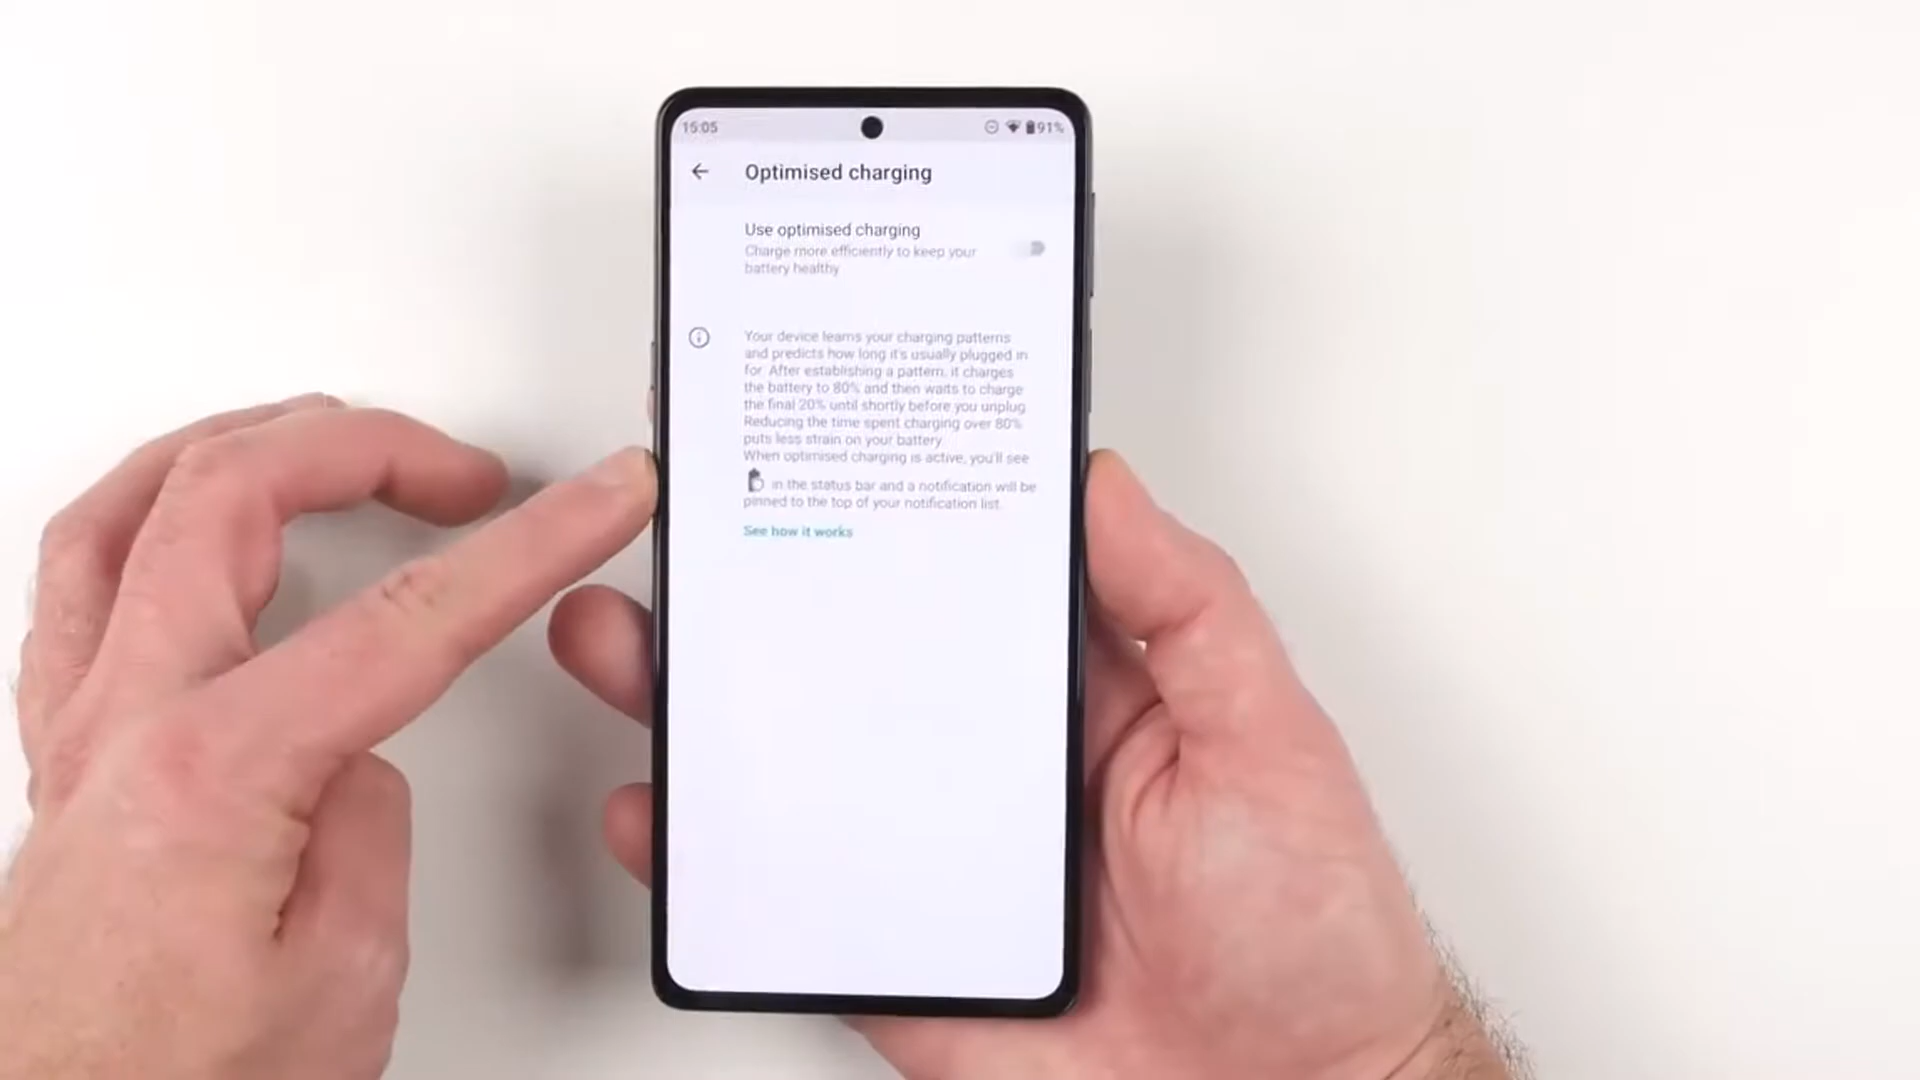 15:05
91%
Optimised charging
Use optimised charging
Charge more efficiently to keep your
battery healthy
Your device learns your charging patterns
and predicts how long it's usually plugged in
for. After establishing a pattern, it charges
the battery to 80% and then waits to charge
the final 20% until shortly before you unplug.
Reducing the time spent charging over 80%
puts less strain on your battery.
When optimised charging is active, you'll see
in the status bar and a notification will be
pinned to the top of your notification list.
See how it works